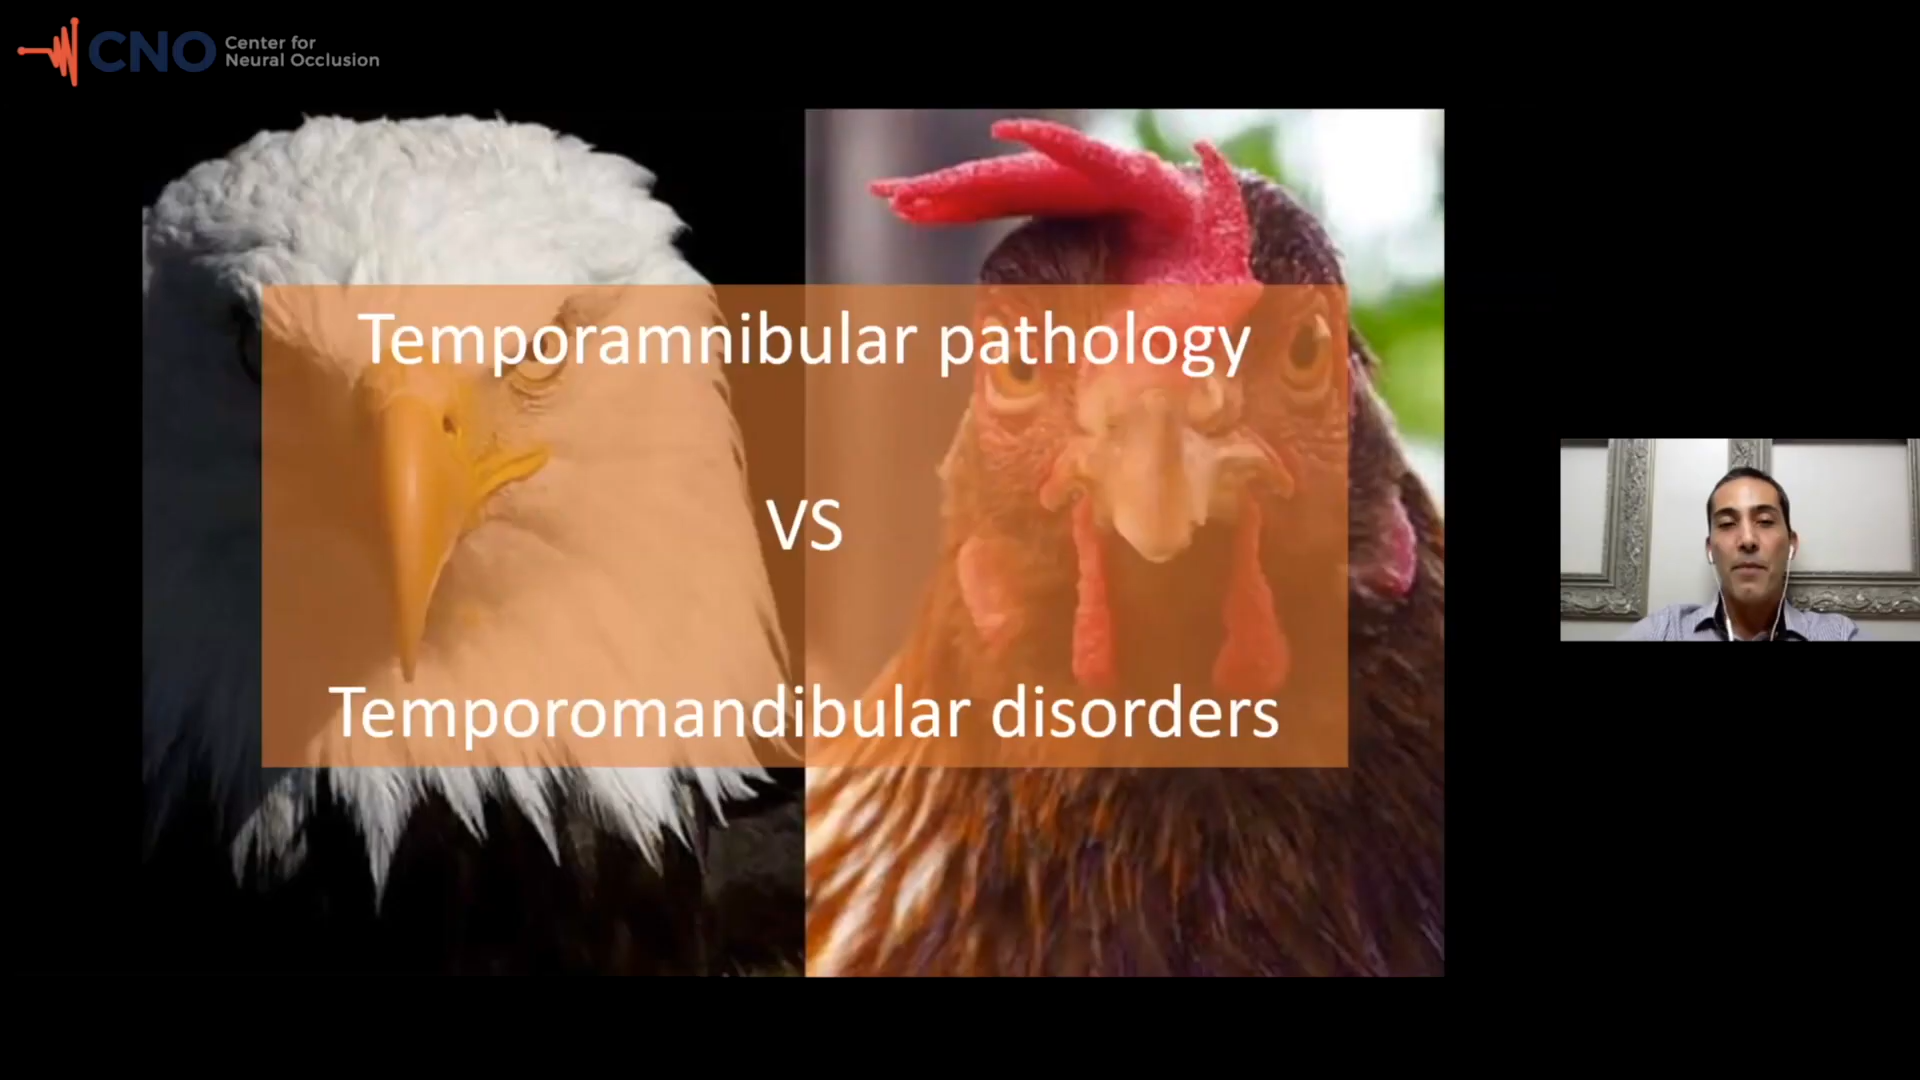 CNO
Center for
Neural Occlusion
Temporamnibular pathology
VS
Temporomandibular disorders